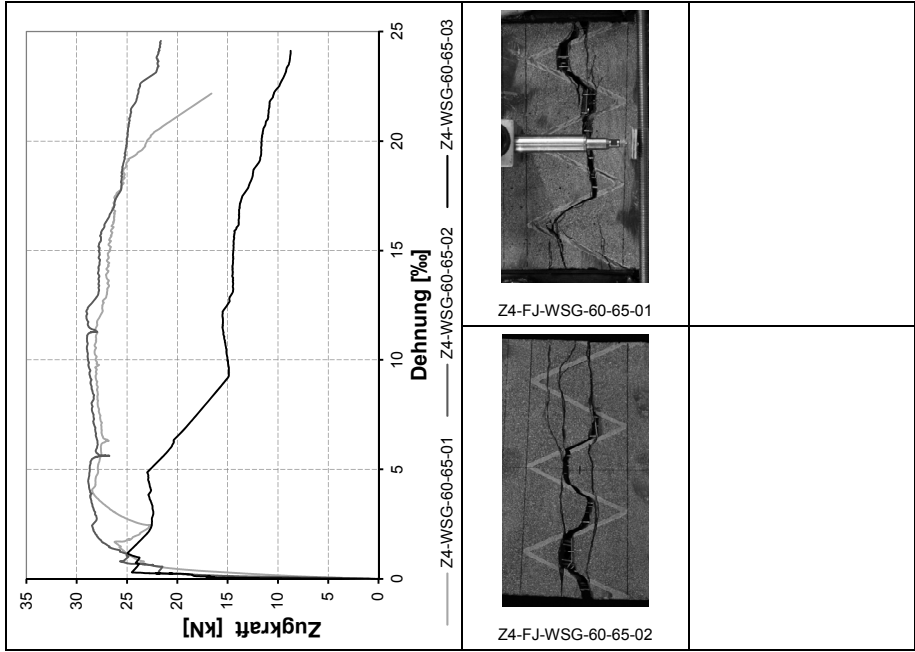 Zugkraft [kN]
35
30
25
20
15
10
5
0
0
5
10
15
20
25
Dehnung [‰]
Z4-WSG-60-65-01
Z4-WSG-60-65-02
Z4-WSG-60-65-03
Z4-FJ-WSG-60-65-01
Z4-FJ-WSG-60-65-02